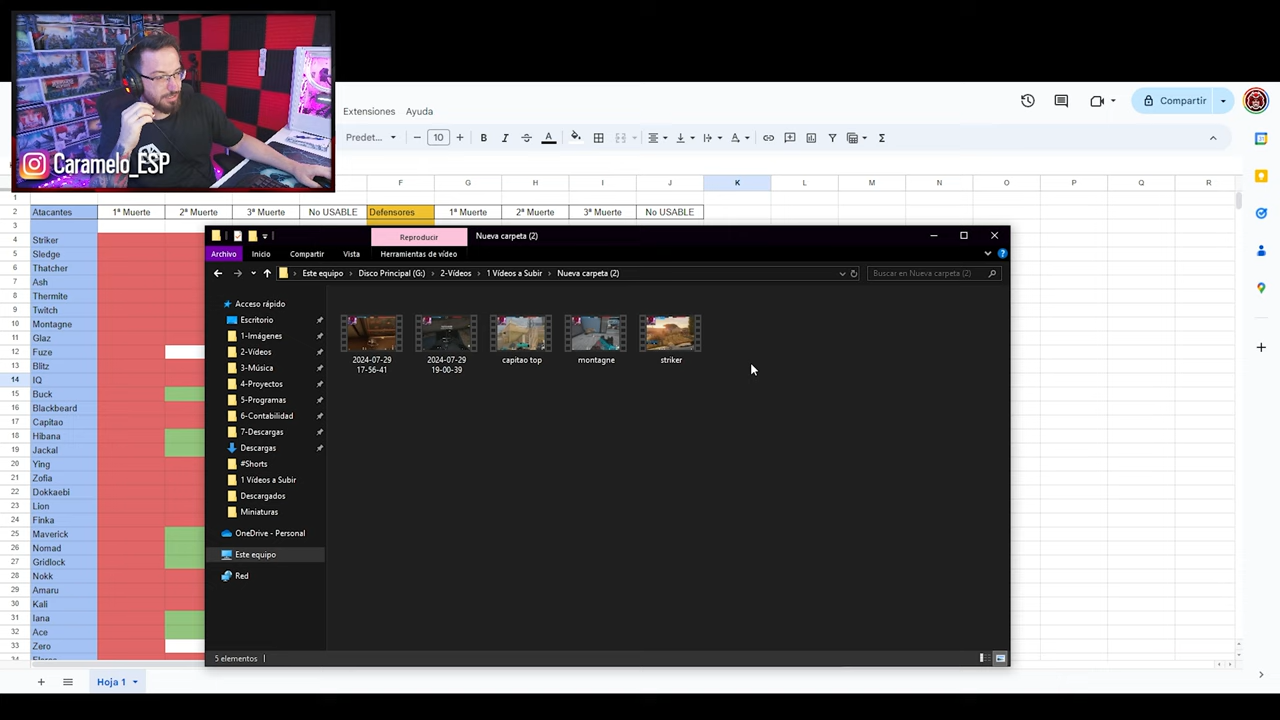 Caramelo_ESP
Extensiones Ayuda
Compartir
Predet... 10 B I A Σ
F G H I J K L M N O P Q R
1
2 Atacantes 1ª Muerte 2ª Muerte 3ª Muerte No USABLE Defensores 1ª Muerte 2ª Muerte 3ª Muerte No USABLE
3
4 Striker
5 Sledge
6 Thatcher
7 Ash
8 Thermite
9 Twitch
10 Montagne
11 Glaz
12 Fuze
13 Blitz
14 IQ
15 Buck
16 Blackbeard
17 Capitao
18 Hibana
19 Jackal
20 Ying
21 Zofia
22 Dokkaebi
23 Lion
24 Finka
25 Maverick
26 Nomad
27 Gridlock
28 Nokk
29 Amaru
30 Kali
31 Iana
32 Ace
33 Zero
Hoja 1
Reproducir Nueva carpeta (2)
Archivo Inicio Compartir Vista Herramientas de vídeo
Este equipo > Disco Principal (G:) > 2-Vídeos > 1 Vídeos a Subir > Nueva carpeta (2)
Buscar en Nueva carpeta (2)
Acceso rápido
Escritorio
1-Imágenes
2-Vídeos
3-Música
4-Proyectos
5-Programas
6-Contabilidad
7-Descargas
Descargas
#Shorts
1 Vídeos a Subir
Descargados
Miniaturas
OneDrive - Personal
Este equipo
Red
2024-07-29
17-56-41
2024-07-29
19-00-39
capitao top
montagne
striker
5 elementos